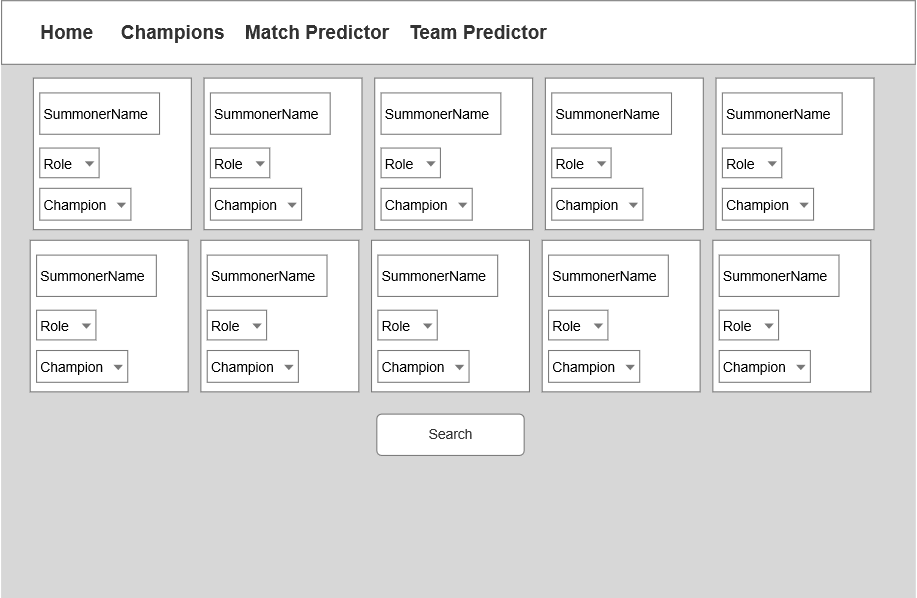 Home Champions Match Predictor Team Predictor
SummonerName SummonerName SummonerName SummonerName SummonerName
Role Role Role Role Role
Champion Champion Champion Champion Champion
SummonerName SummonerName SummonerName SummonerName SummonerName
Role Role Role Role Role
Champion Champion Champion Champion Champion
Search